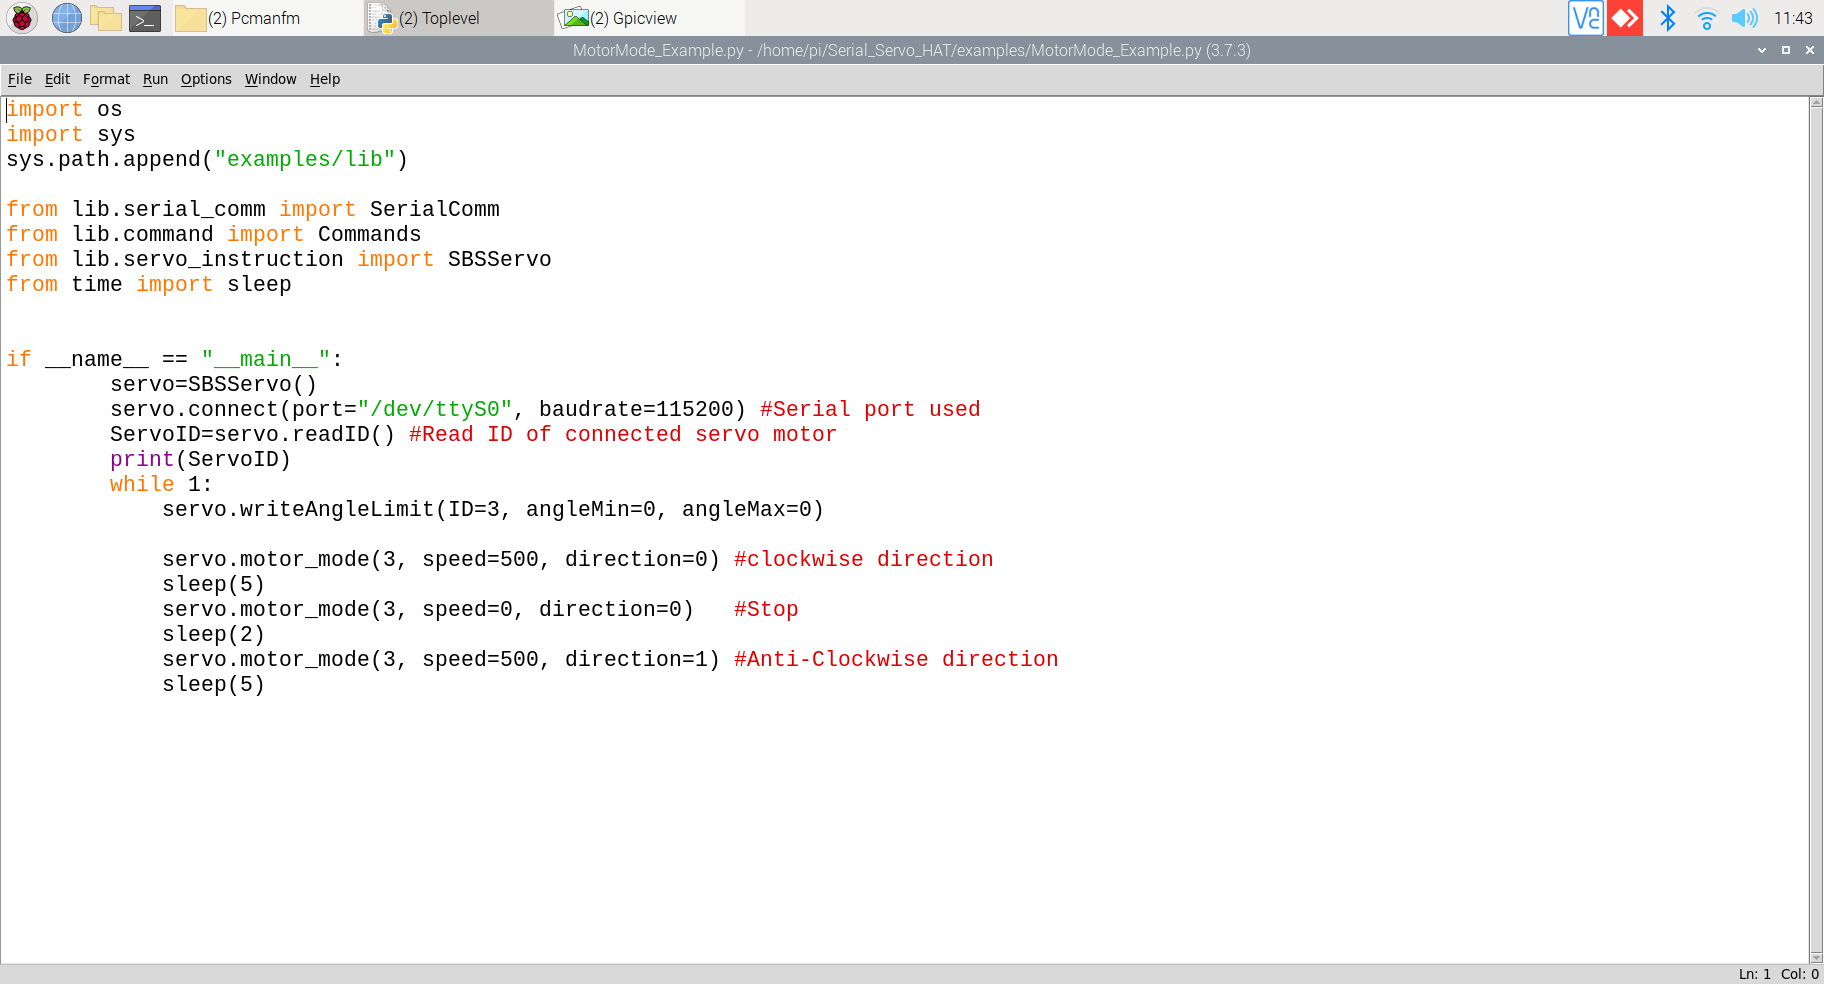 (2) Pcmanfm (2) Toplevel (2) Gpicview 11:43
MotorMode_Example.py - /home/pi/Serial_Servo_HAT/examples/MotorMode_Example.py (3.7.3)
File Edit Format Run Options Window Help
import os
import sys
sys.path.append("examples/lib")
from lib.serial_comm import SerialComm
from lib.command import Commands
from lib.servo_instruction import SBSServo
from time import sleep
if __name__ == "__main__":
servo=SBSServo()
servo.connect(port="/dev/ttyS0", baudrate=115200) #Serial port used
ServoID=servo.readID() #Read ID of connected servo motor
print(ServoID)
while 1:
servo.writeAngleLimit(ID=3, angleMin=0, angleMax=0)
servo.motor_mode(3, speed=500, direction=0) #clockwise direction
sleep(5)
servo.motor_mode(3, speed=0, direction=0) #Stop
sleep(2)
servo.motor_mode(3, speed=500, direction=1) #Anti-Clockwise direction
sleep(5)
Ln: 1 Col: 0